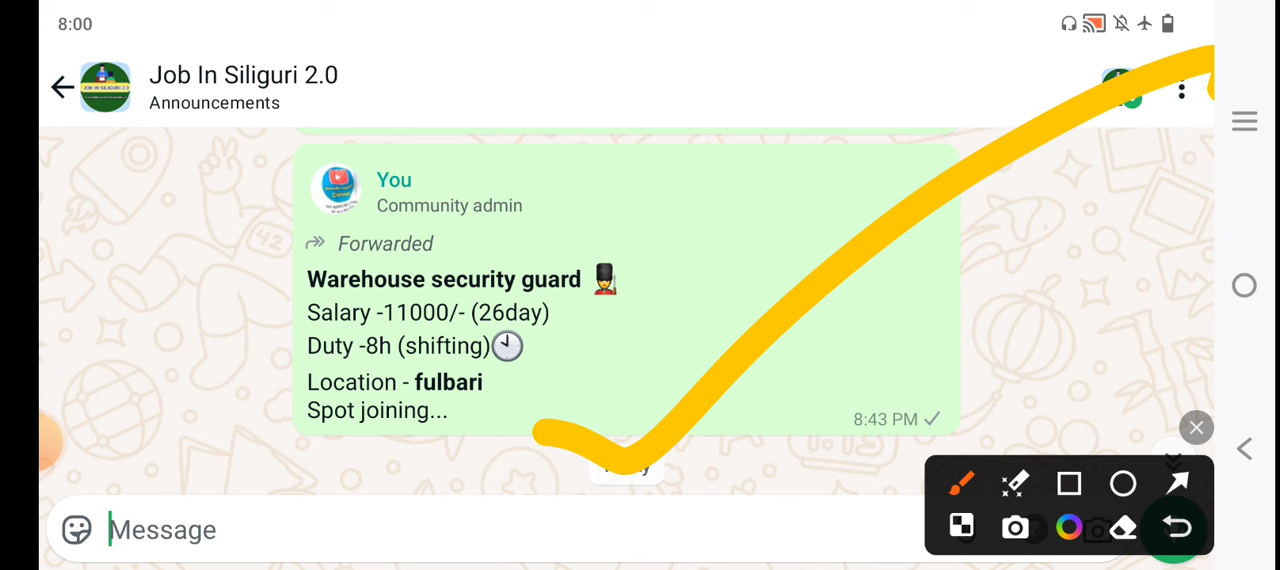 8:00
Job In Siliguri 2.0
Announcements
You
Community admin
Forwarded
Warehouse security guard
Salary -11000/- (26day)
Duty -8h (shifting)
Location - fulbari
Spot joining...
8:43 PM
Message